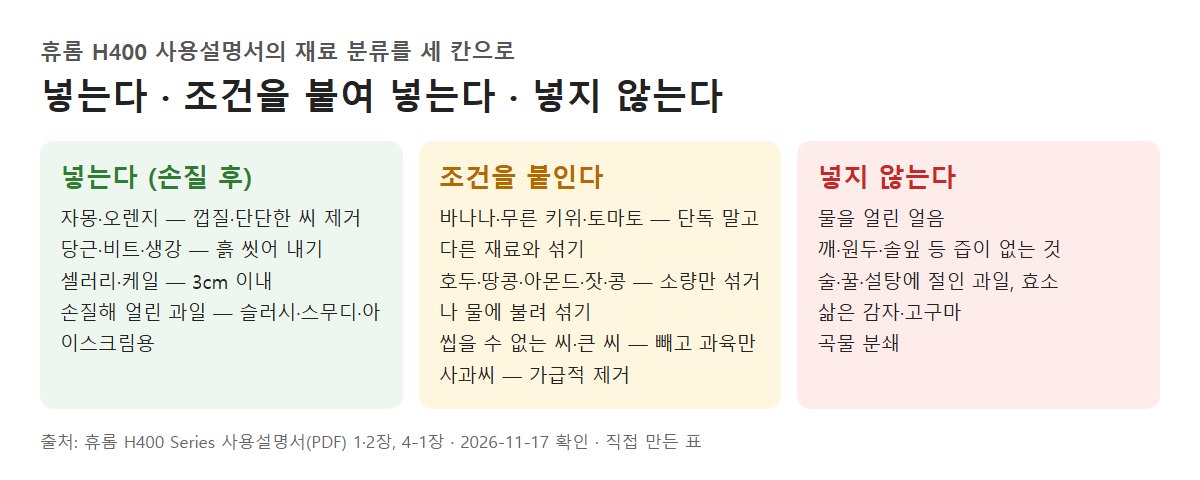 휴롬 H400 사용설명서의 재료 분류를 세 칸으로
넣는다 · 조건을 붙여 넣는다 · 넣지 않는다
넣는다 (손질 후)
자몽·오렌지 — 껍질·단단한 씨 제거
당근·비트·생강 — 흙 씻어 내기
셀러리·케일 — 3cm 이내
손질해 얼린 과일 — 슬러시·스무디·아
이스크림용
조건을 붙인다
바나나·무른 키위·토마토 — 단독 말고
다른 재료와 섞기
호두·땅콩·아몬드·잣·콩 — 소량만 섞거
나 물에 불려 섞기
씹을 수 없는 씨·큰 씨 — 빼고 과육만
사과씨 — 가급적 제거
넣지 않는다
물을 얼린 얼음
깨·원두·솔잎 등 즙이 없는 것
술·꿀·설탕에 절인 과일, 효소
삶은 감자·고구마
곡물 분쇄
출처: 휴롬 H400 Series 사용설명서(PDF) 1·2장, 4-1장 · 2026-11-17 확인 · 직접 만든 표